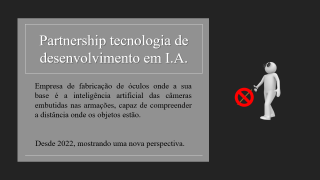 Partnership tecnologia de
desenvolvimento em I.A.
Empresa de fabricação de óculos onde a sua
base é a inteligência artificial das câmeras
embutidas nas armações, capaz de compreender
a distância onde os objetos estão.
Desde 2022, mostrando uma nova perspectiva.